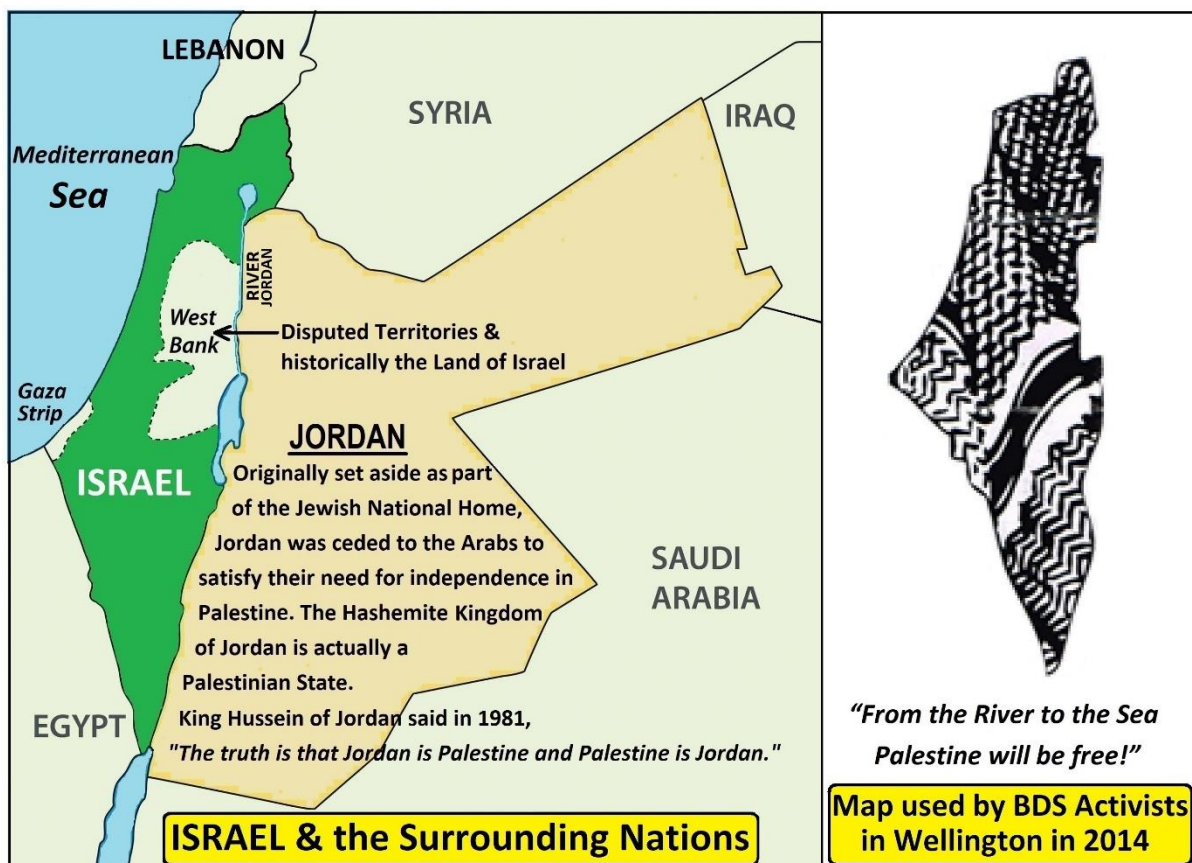 LEBANON
SYRIA
IRAQ
Mediterranean
Sea
RIVER
JORDAN
West
Bank
Disputed Territories &
historically the Land of Israel
Gaza
Strip
ISRAEL
JORDAN
Originally set aside as part
of the Jewish National Home,
Jordan was ceded to the Arabs to
satisfy their need for independence in
Palestine. The Hashemite Kingdom
of Jordan is actually a
Palestinian State.
King Hussein of Jordan said in 1981,
"The truth is that Jordan is Palestine and Palestine is Jordan."
SAUDI
ARABIA
EGYPT
ISRAEL & the Surrounding Nations
“From the River to the Sea
Palestine will be free!”
Map used by BDS Activists
in Wellington in 2014